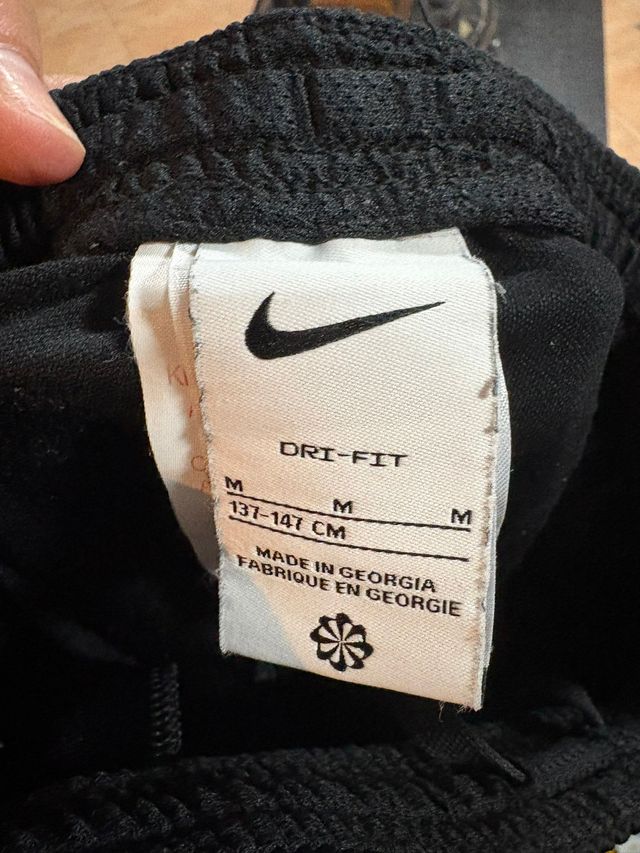 DRI-FIT
M M M
137-147 CM
MADE IN GEORGIA
FABRIQUE EN GEORGIE